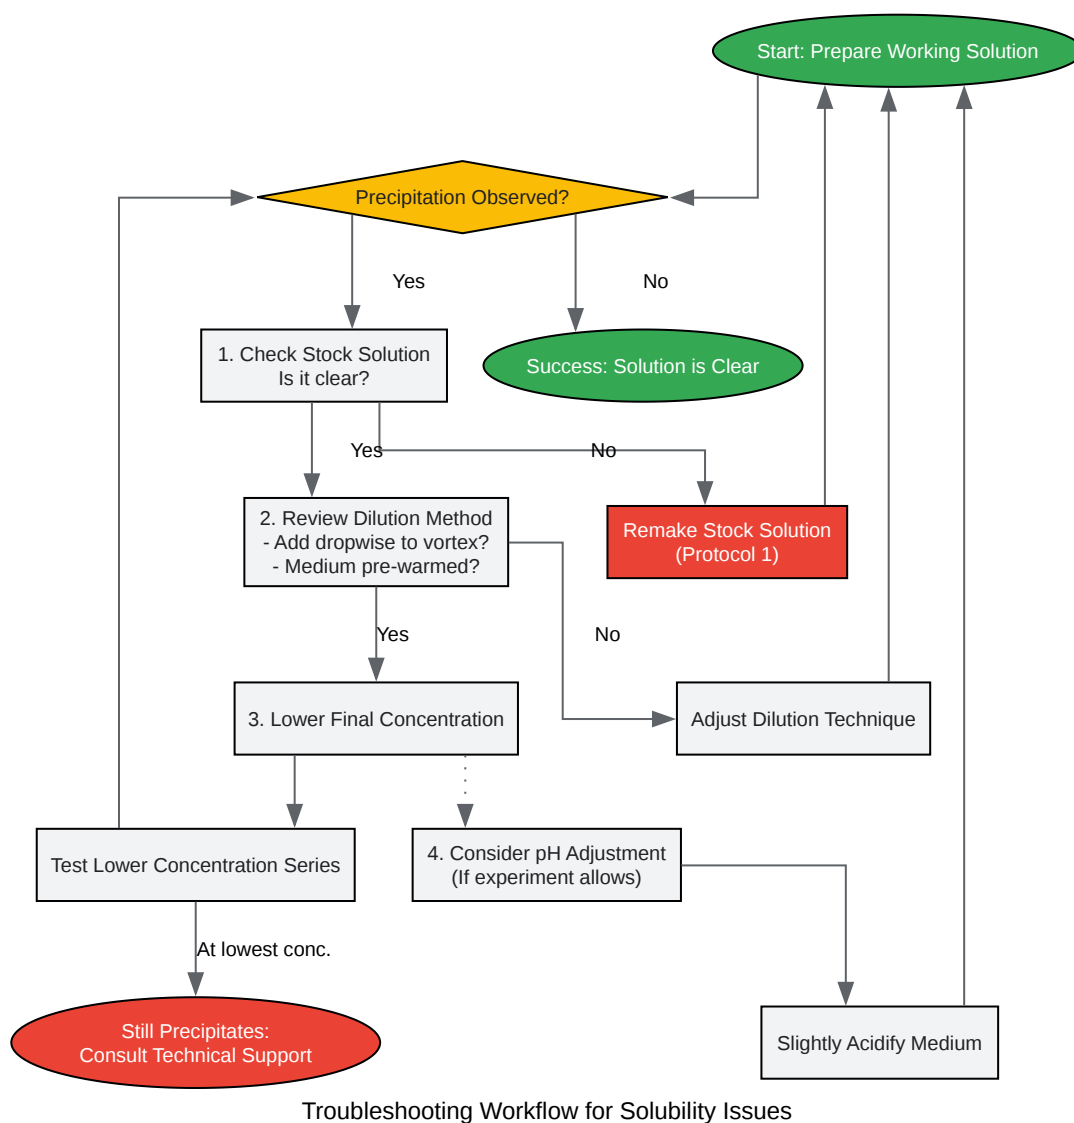 Start: Prepare Working Solution
Precipitation Observed?
Yes
No
1. Check Stock Solution
Is it clear?
Success: Solution is Clear
Yes
No
2. Review Dilution Method
- Add dropwise to vortex?
- Medium pre-warmed?
Remake Stock Solution
(Protocol 1)
Yes
No
3. Lower Final Concentration
Adjust Dilution Technique
Test Lower Concentration Series
4. Consider pH Adjustment
(If experiment allows)
At lowest conc.
Still Precipitates:
Consult Technical Support
Slightly Acidify Medium
Troubleshooting Workflow for Solubility Issues